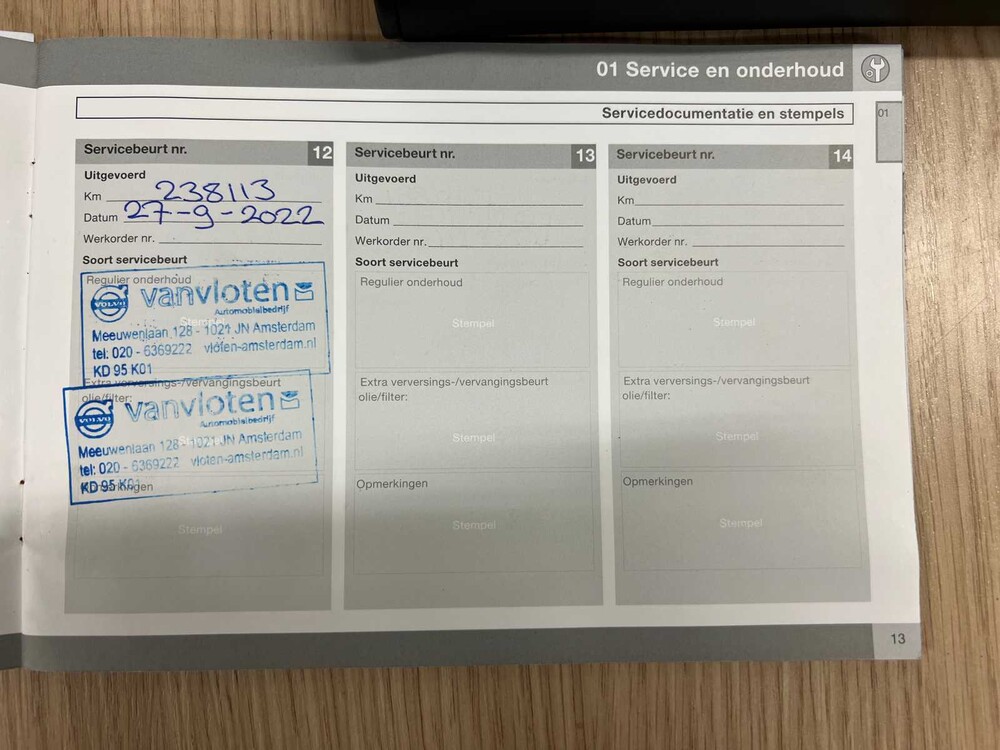 01 Service en onderhoud
01
Servicedocumentatie en stempels
Servicebeurt nr. 12
Uitgevoerd
Km 238113
Datum 27-9-2022
Werkorder nr.
Soort servicebeurt
Regulier onderhoud
VOLVO vanvloten
Automobielbedrijf
Stempel
Meeuwenlaan 128 - 1021 JN Amsterdam
tel: 020 - 6369222 vloten-amsterdam.nl
KD 95 K01
Extra verversings-/vervangingsbeurt
olie/filter:
VOLVO vanvloten
Automobielbedrijf
Meeuwenlaan 128 - 1021 JN Amsterdam
tel: 020 - 6369222 vloten-amsterdam.nl
KD 95 K01
Opmerkingen
Stempel
Servicebeurt nr. 13
Uitgevoerd
Km
Datum
Werkorder nr.
Soort servicebeurt
Regulier onderhoud
Stempel
Extra verversings-/vervangingsbeurt
olie/filter:
Stempel
Opmerkingen
Stempel
Servicebeurt nr. 14
Uitgevoerd
Km
Datum
Werkorder nr.
Soort servicebeurt
Regulier onderhoud
Stempel
Extra verversings-/vervangingsbeurt
olie/filter:
Stempel
Opmerkingen
Stempel
13